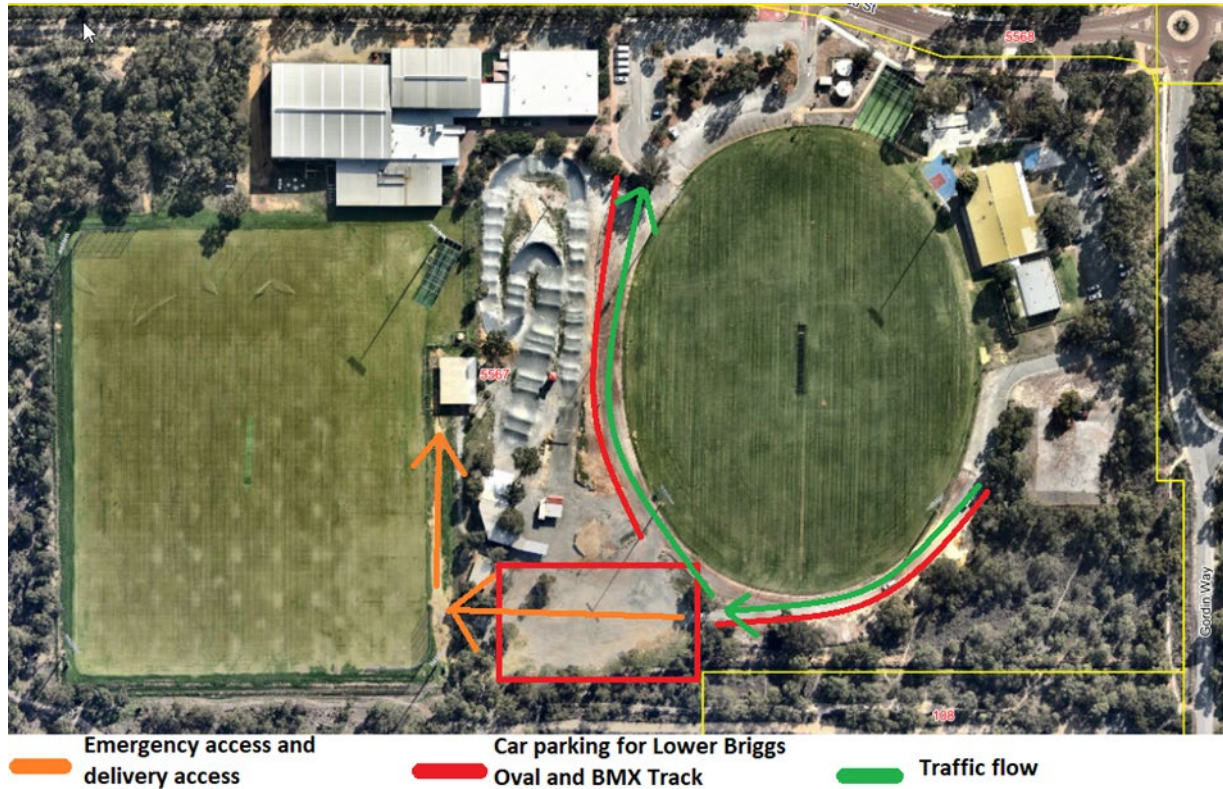 St
5568
5567
Gordin Way
108
Emergency access and
delivery access
Car parking for Lower Briggs
Oval and BMX Track
Traffic flow